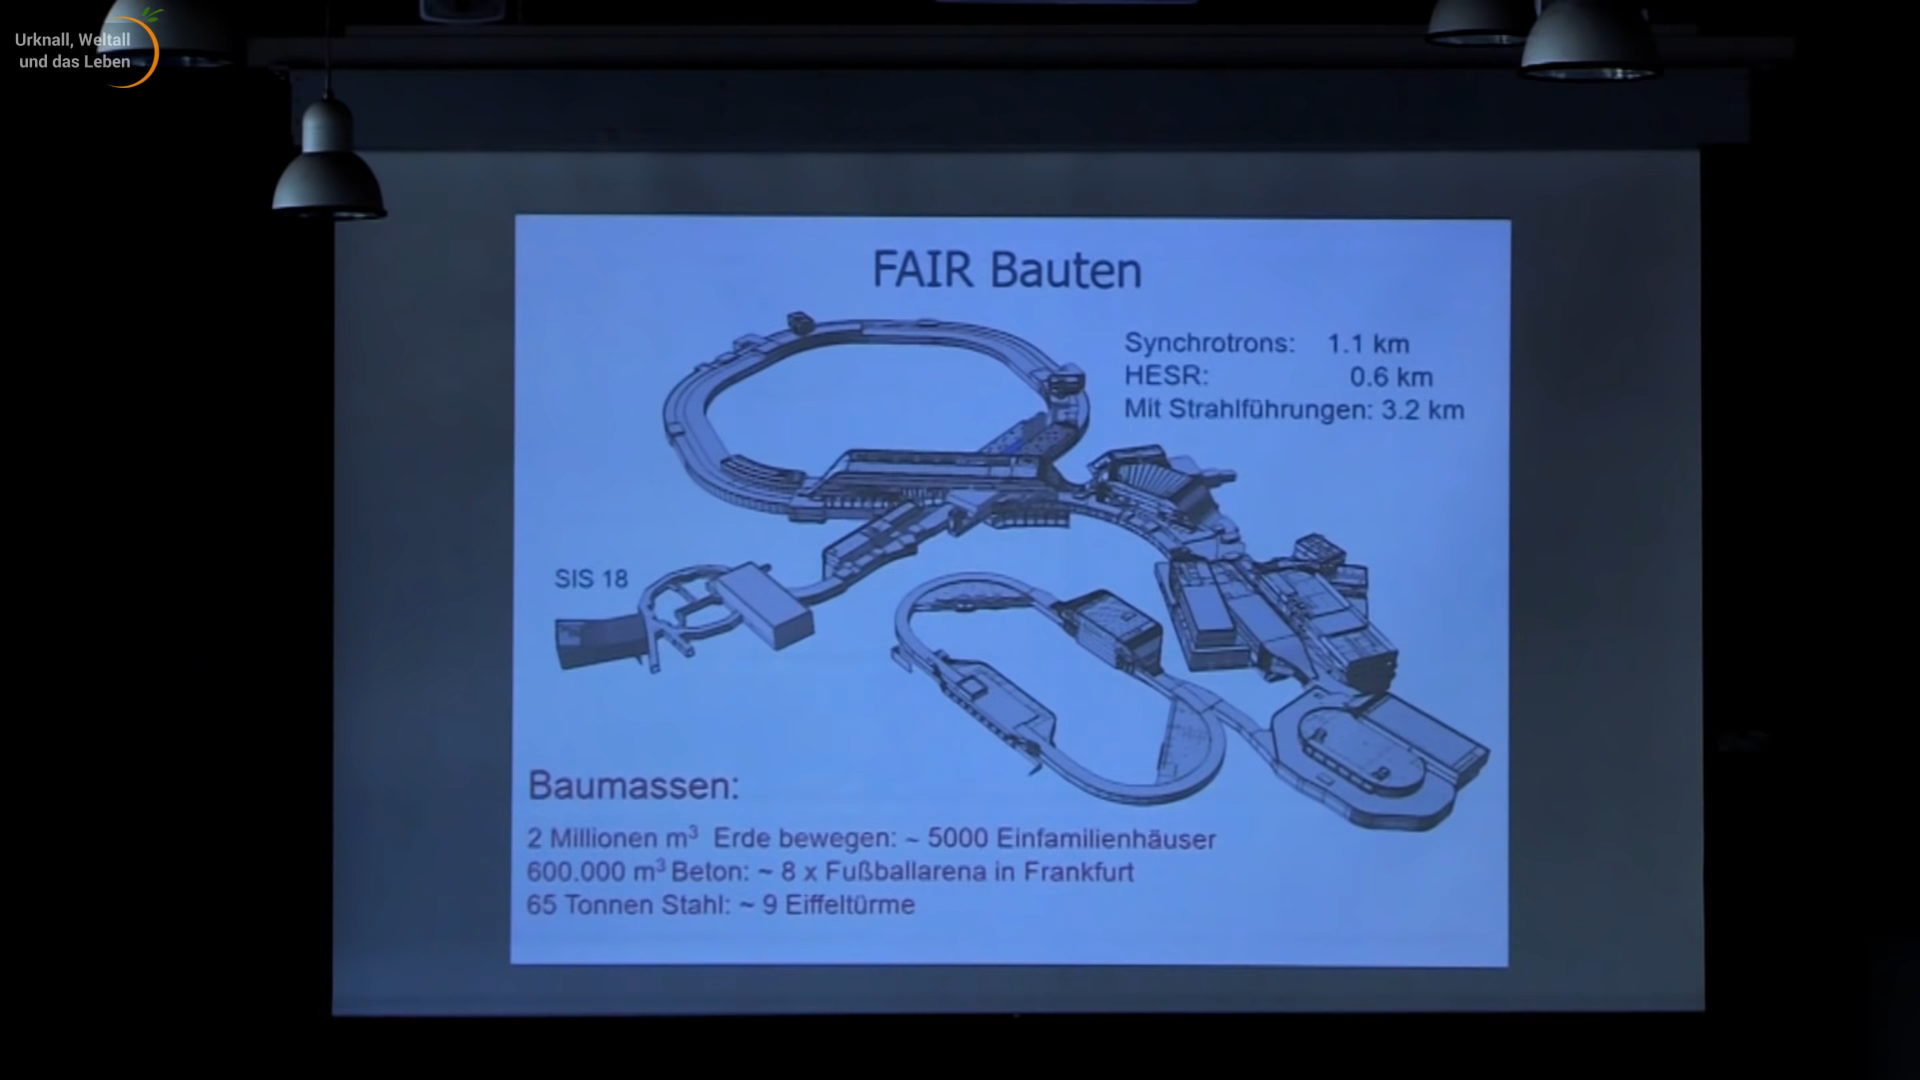 Urknall, Weltall
und das Leben
FAIR Bauten
Synchrotrons: 1.1 km
HESR: 0.6 km
Mit Strahlführungen: 3.2 km
SIS 18
Baumassen:
2 Millionen m³ Erde bewegen: ~ 5000 Einfamilienhäuser
600.000 m³ Beton: ~ 8 x Fußballarena in Frankfurt
65 Tonnen Stahl: ~ 9 Eiffeltürme